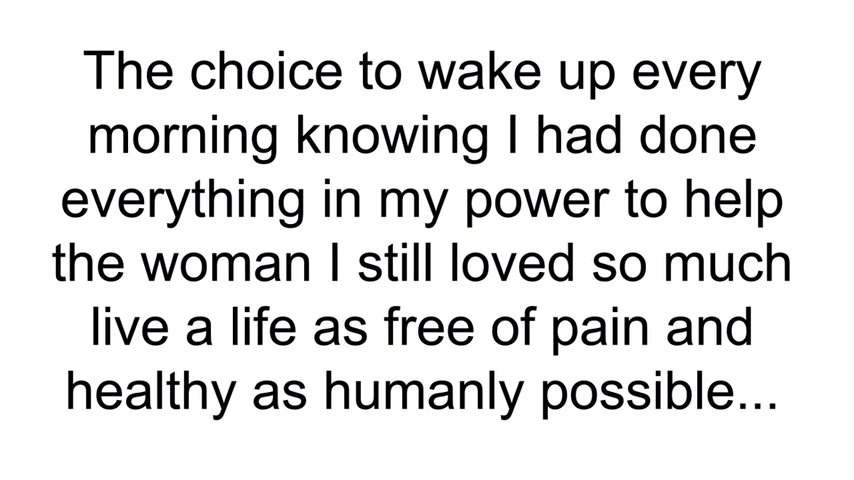 The choice to wake up every
morning knowing I had done
everything in my power to help
the woman I still loved so much
live a life as free of pain and
healthy as humanly possible...